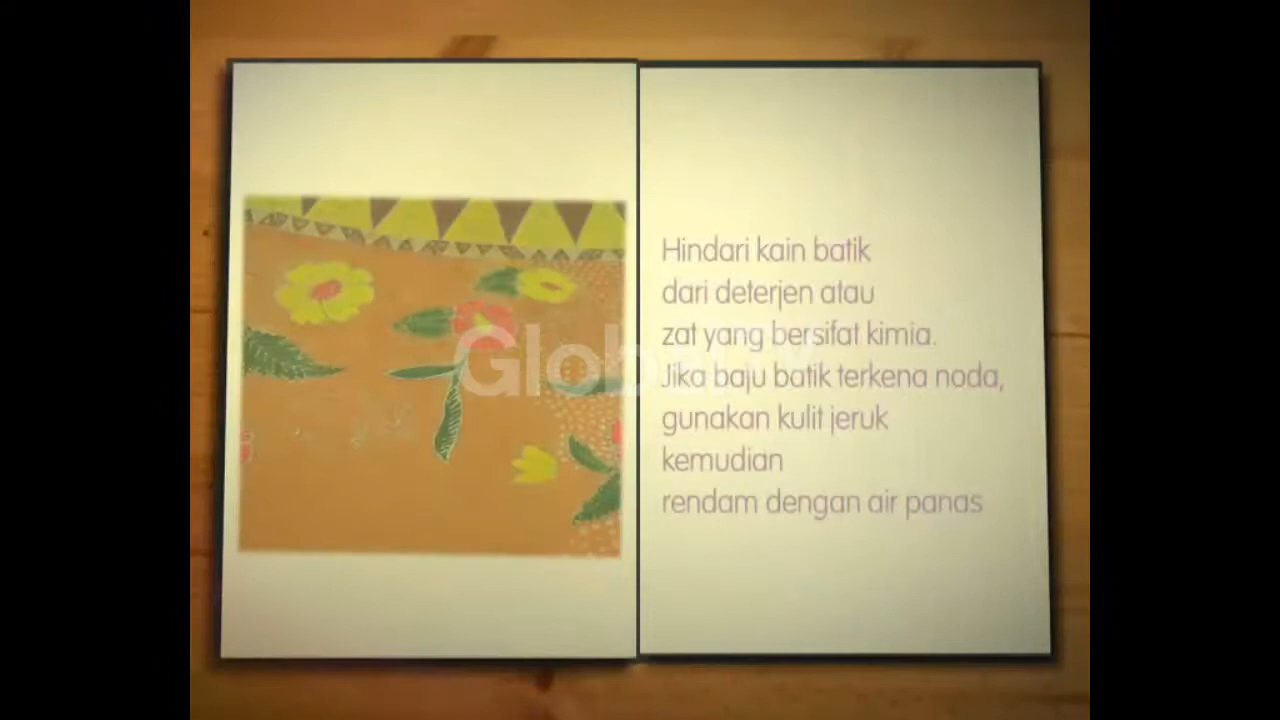 Hindari kain batik
dari deterjen atau
zat yang bersifat kimia.
Jika baju batik terkena noda,
gunakan kulit jeruk
kemudian
rendam dengan air panas